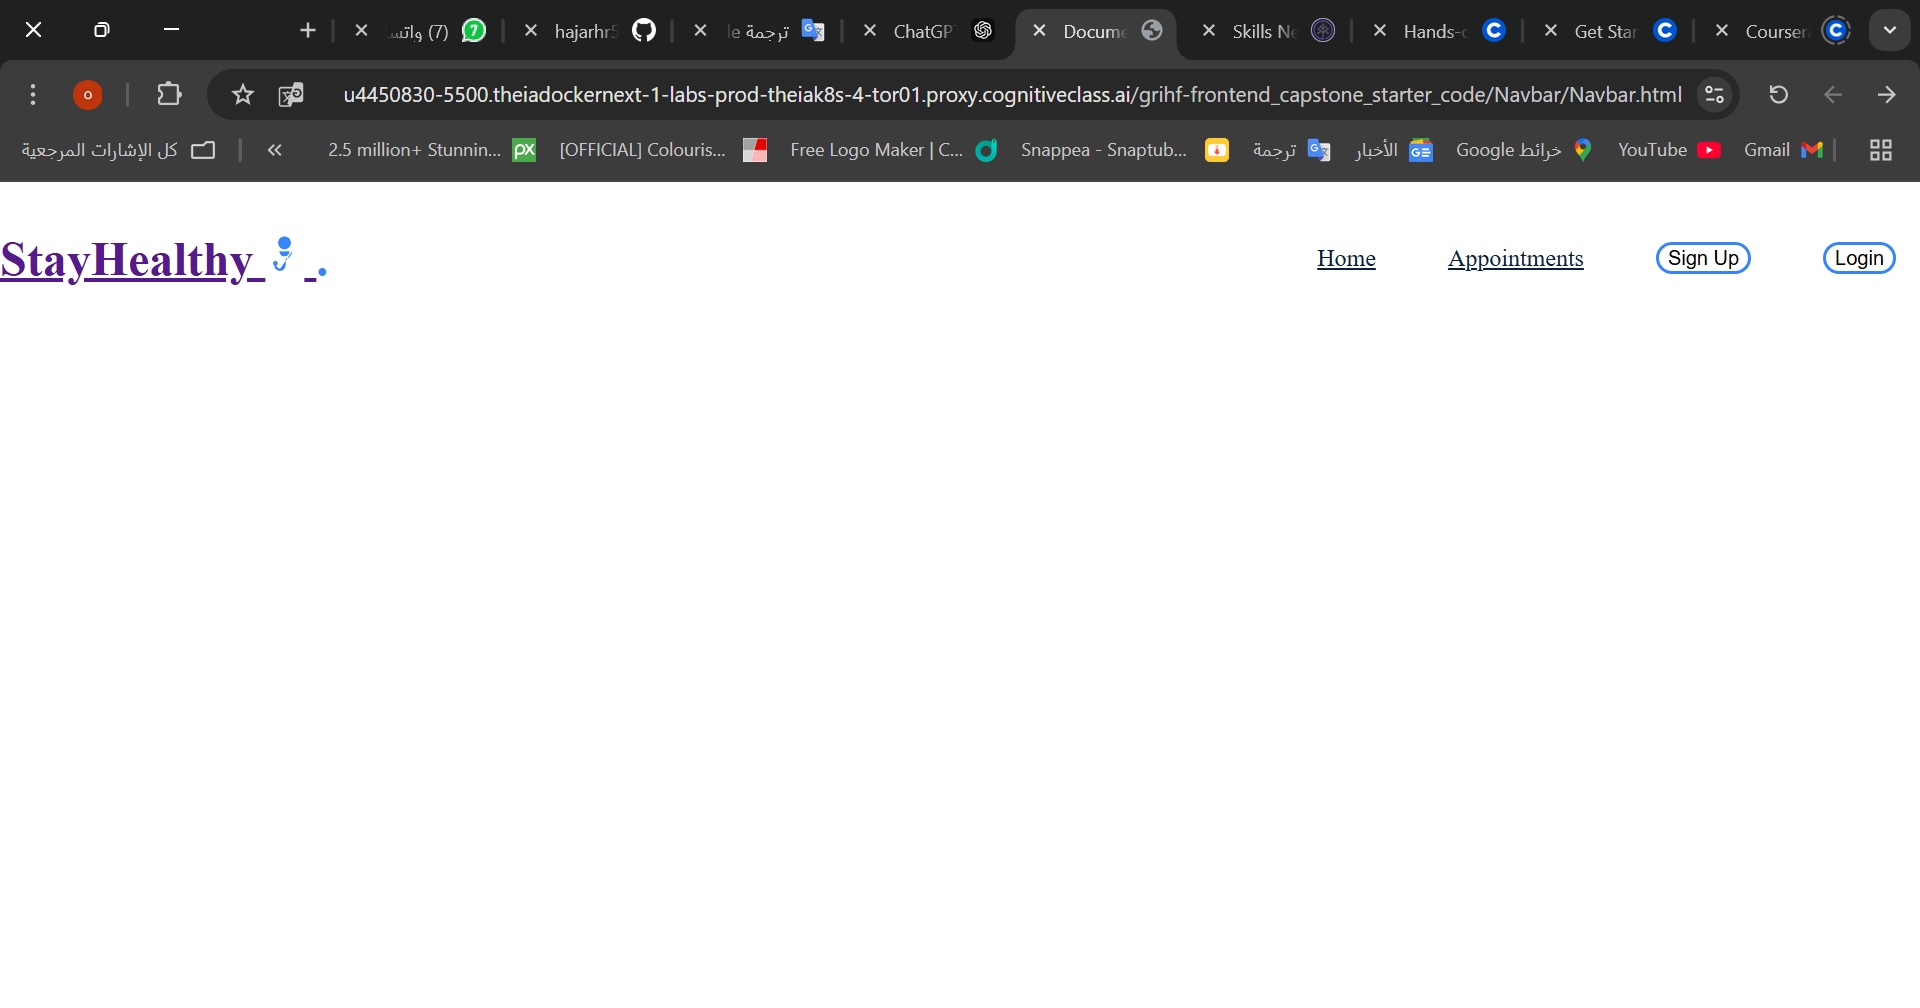 (7) واتس
hajarhr5
ترجمة le
ChatGP
Docume
Skills Ne
Hands-o
Get Star
Courser
o
u4450830-5500.theiadockernext-1-labs-prod-theiak8s-4-tor01.proxy.cognitiveclass.ai/grihf-frontend_capstone_starter_code/Navbar/Navbar.html
كل الإشارات المرجعية
2.5 million+ Stunnin...
[OFFICIAL] Colouris...
Free Logo Maker | C...
Snappea - Snaptub...
ترجمة
الأخبار
خرائط Google
YouTube
Gmail
StayHealthy .
Home
Appointments
Sign Up
Login